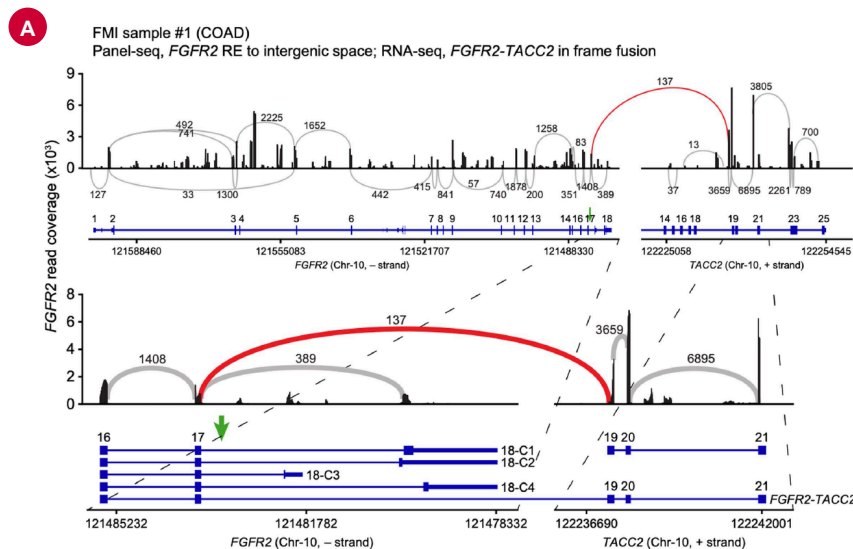 A
FMI sample #1 (COAD)
Panel-seq, FGFR2 RE to intergenic space; RNA-seq, FGFR2-TACC2 in frame fusion
FGFR2 read coverage (x10³)
9
6
3
0
492
741
2225
1652
1258
83
137
13
3805
700
127
33
1300
442
415
841
57
740
1878
200
351
1408
389
37
3659
6895
2261
789
1 2 3 4 5 6 7 8 9 10 11 12 13 14 16 17 18
14 16 18 19 21 23 25
121588460 121555083 121521707 121488330
122225058 122254545
FGFR2 (Chr-10, – strand)
TACC2 (Chr-10, + strand)
8
6
4
2
0
1408
137
389
3659
6895
16 17 18-C1 19 20 21
18-C2
18-C3
18-C4
19 20 21 FGFR2-TACC2
121485232 121481782 121478332
122236690 122242001
FGFR2 (Chr-10, – strand)
TACC2 (Chr-10, + strand)